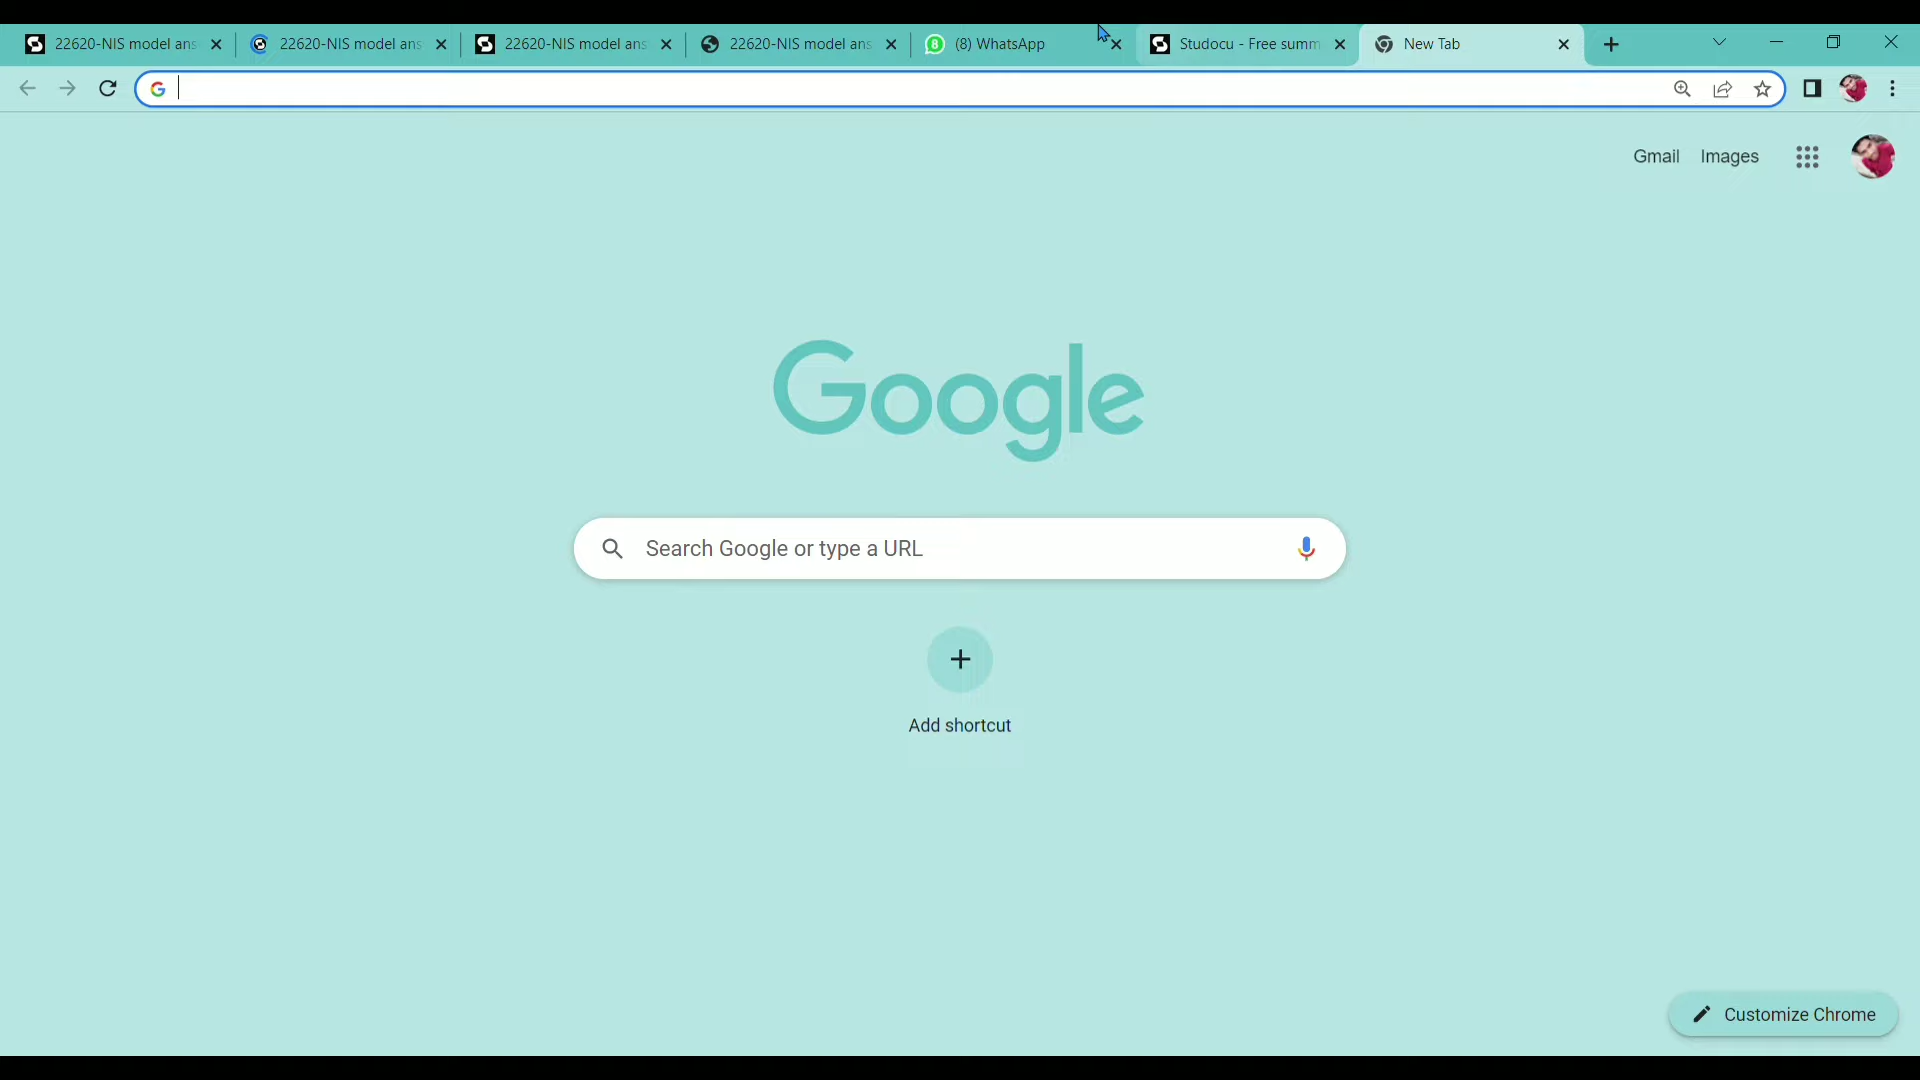 22620-NIS model ans
22620-NIS model ans
22620-NIS model ans
22620-NIS model ans
8 (8) WhatsApp
Studocu - Free summ
New Tab
Gmail Images
Google
Search Google or type a URL
Add shortcut
Customize Chrome